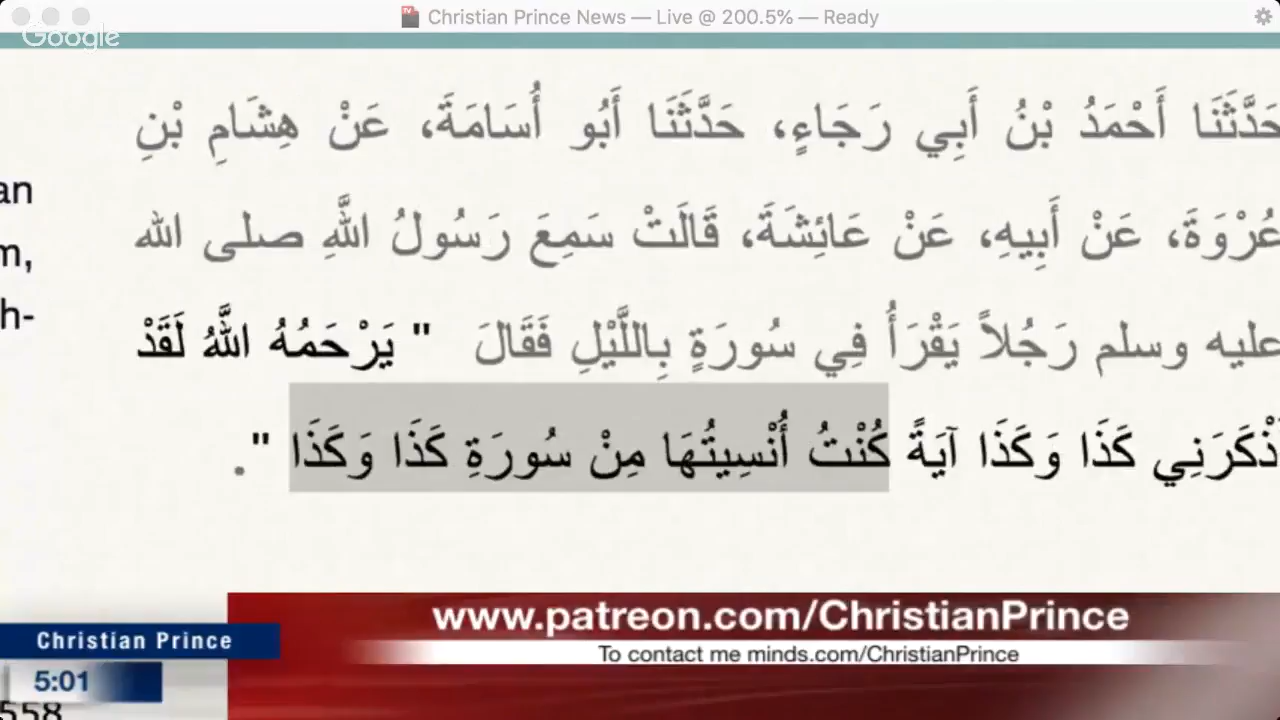 Christian Prince News — Live @ 200.5% — Ready
Google
حَدَّثَنَا أَحْمَدُ بْنُ أَبِي رَجَاءٍ، حَدَّثَنَا أَبُو أُسَامَةَ، عَنْ هِشَامِ بْنِ
عُرْوَةَ، عَنْ أَبِيهِ، عَنْ عَائِشَةَ، قَالَتْ سَمِعَ رَسُولُ اللَّهِ صلى الله
عليه وسلم رَجُلاً يَقْرَأُ فِي سُورَةٍ بِاللَّيْلِ فَقَالَ " يَرْحَمُهُ اللَّهُ لَقَدْ
أَذْكَرَنِي كَذَا وَكَذَا آيَةً كُنْتُ أُنْسِيتُهَا مِنْ سُورَةِ كَذَا وَكَذَا ".
an
m,
h-
www.patreon.com/ChristianPrince
To contact me minds.com/ChristianPrince
Christian Prince
5:01
558